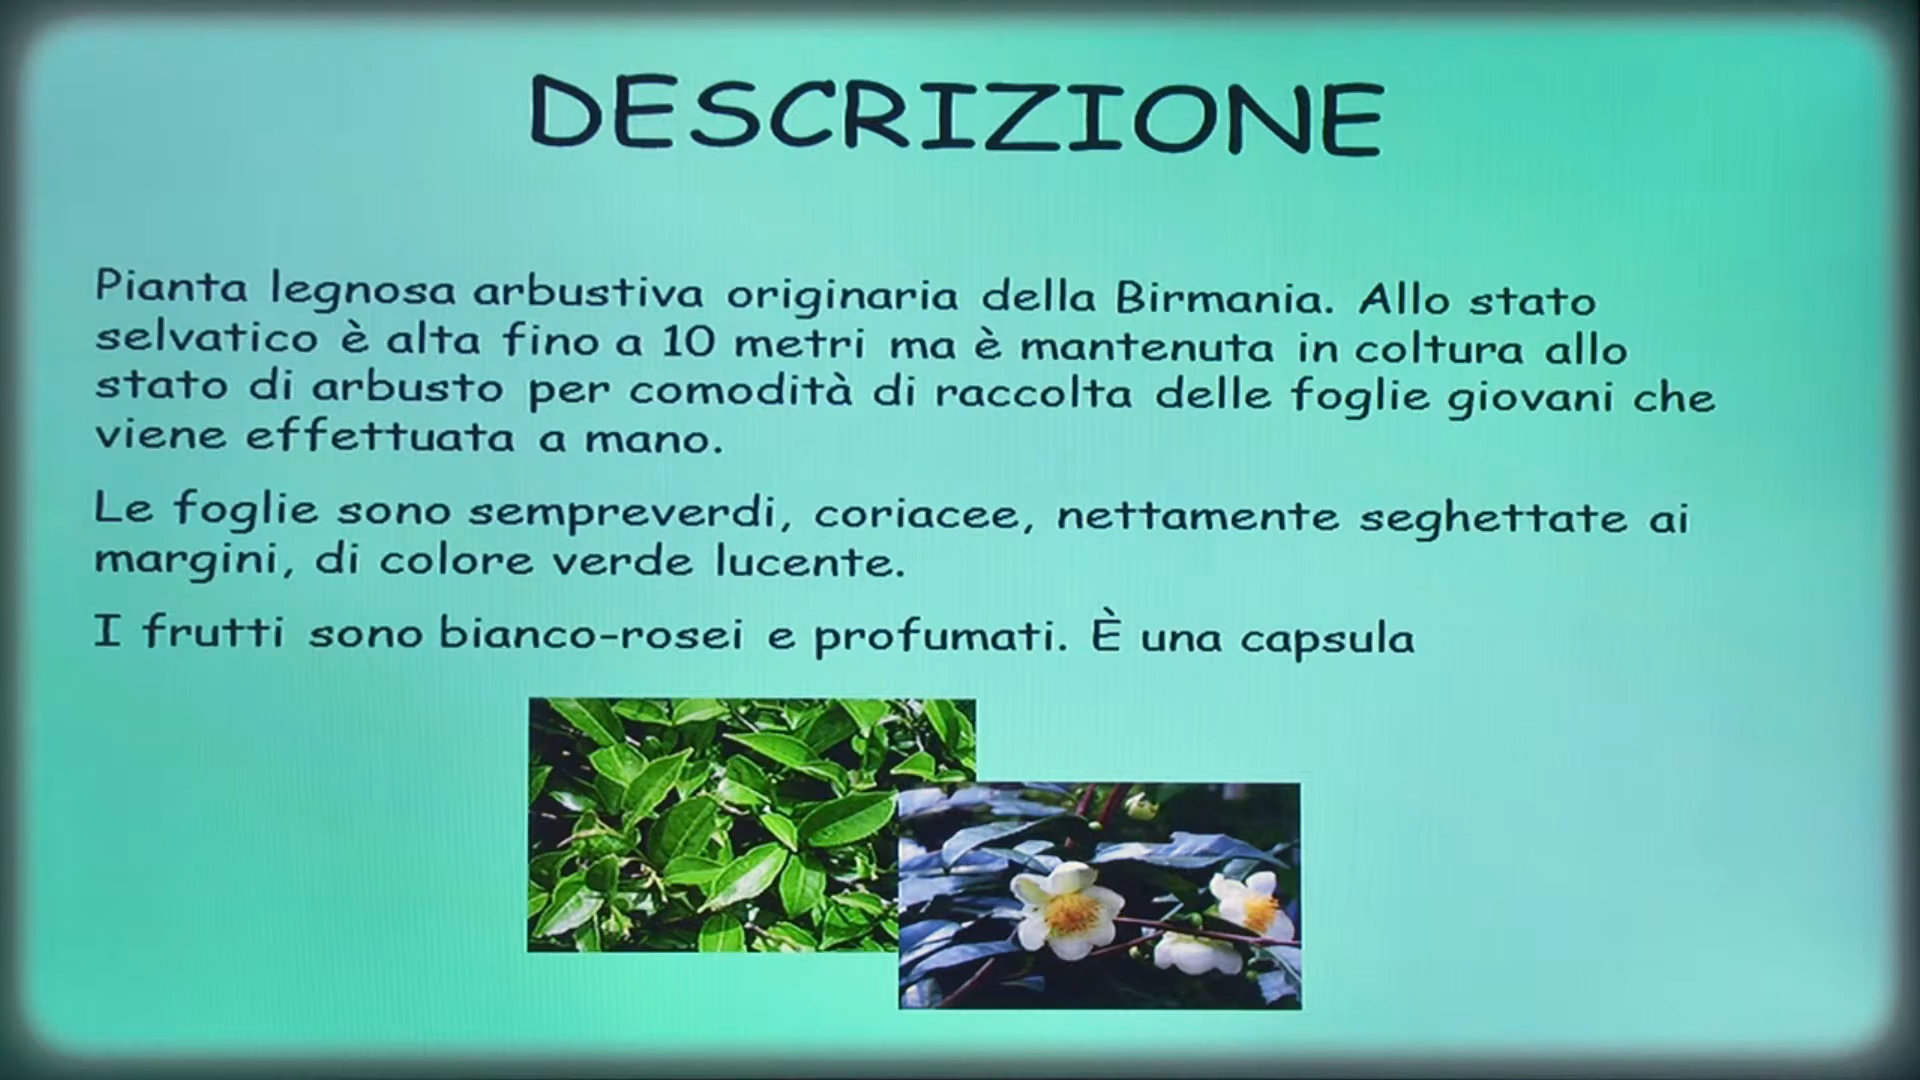 DESCRIZIONE
Pianta legnosa arbustiva originaria della Birmania. Allo stato
selvatico è alta fino a 10 metri ma è mantenuta in coltura allo
stato di arbusto per comodità di raccolta delle foglie giovani che
viene effettuata a mano.
Le foglie sono sempreverdi, coriacee, nettamente seghettate ai
margini, di colore verde lucente.
I frutti sono bianco-rosei e profumati. È una capsula